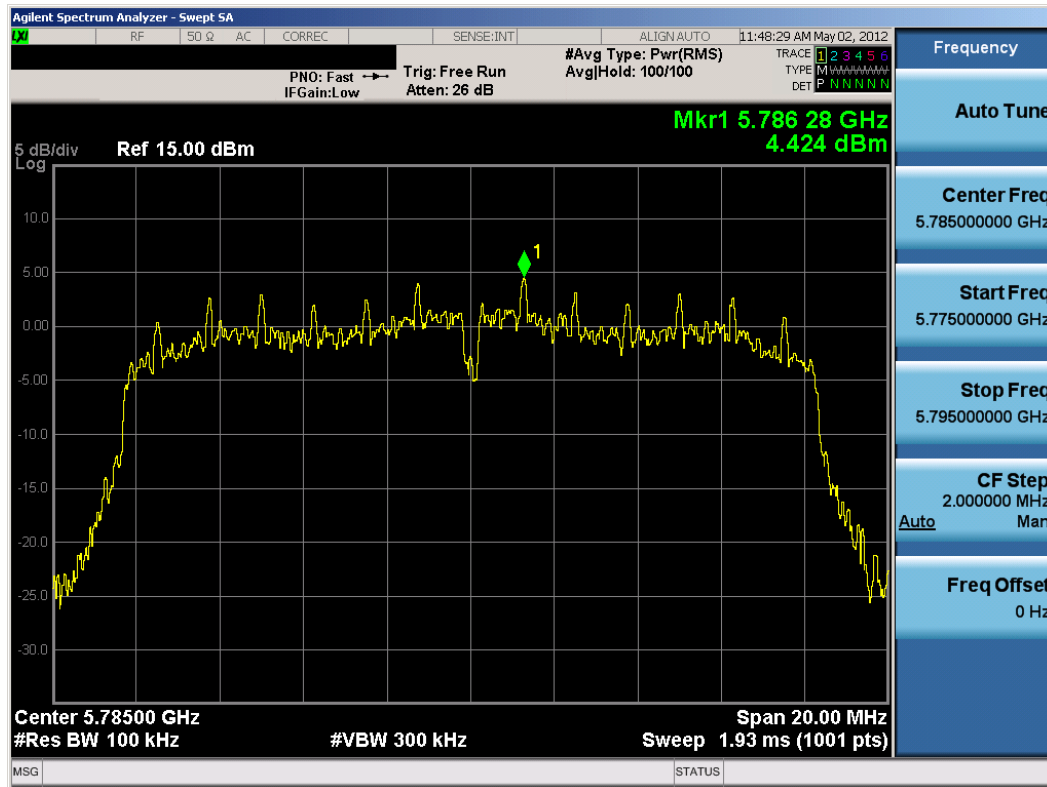 Agilent Spectrum Analyzer - Swept SA
LXI RF 50 Ω AC CORREC SENSE:INT ALIGN AUTO 11:48:29 AM May 02, 2012
PNO: Fast
IFGain:Low
Trig: Free Run
Atten: 26 dB
#Avg Type: Pwr(RMS)
Avg|Hold: 100/100
TRACE 1 2 3 4 5 6
TYPE M
DET P N N N N N
Mkr1 5.786 28 GHz
4.424 dBm
5 dB/div Ref 15.00 dBm
Log
10.0
5.00
0.00
-5.00
-10.0
-15.0
-20.0
-25.0
-30.0
1
Center 5.78500 GHz Span 20.00 MHz
#Res BW 100 kHz #VBW 300 kHz Sweep 1.93 ms (1001 pts)
MSG STATUS
Frequency
Auto Tune
Center Freq
5.785000000 GHz
Start Freq
5.775000000 GHz
Stop Freq
5.795000000 GHz
CF Step
2.000000 MHz
Auto Man
Freq Offset
0 Hz